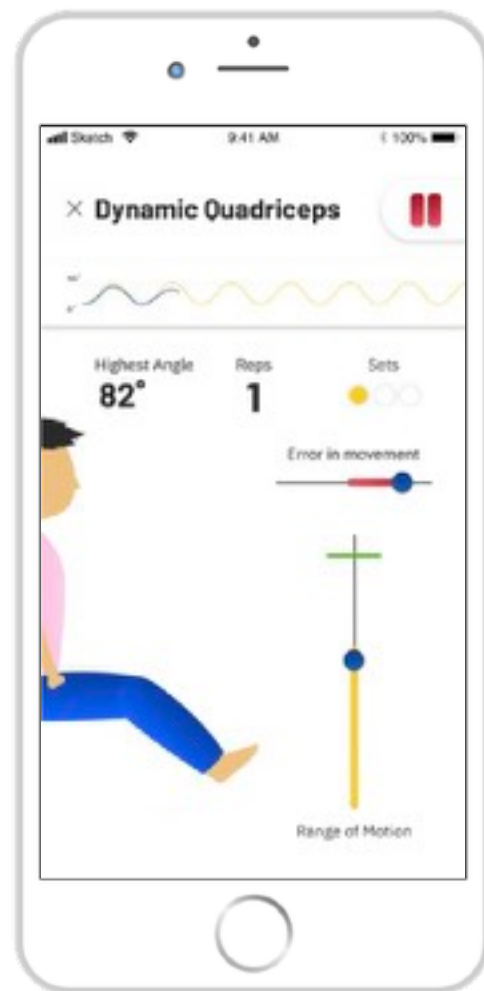 Sketch 9:41 AM 100%
× Dynamic Quadriceps
0°
Highest Angle Reps Sets
82° 1
Error in movement
Range of Motion